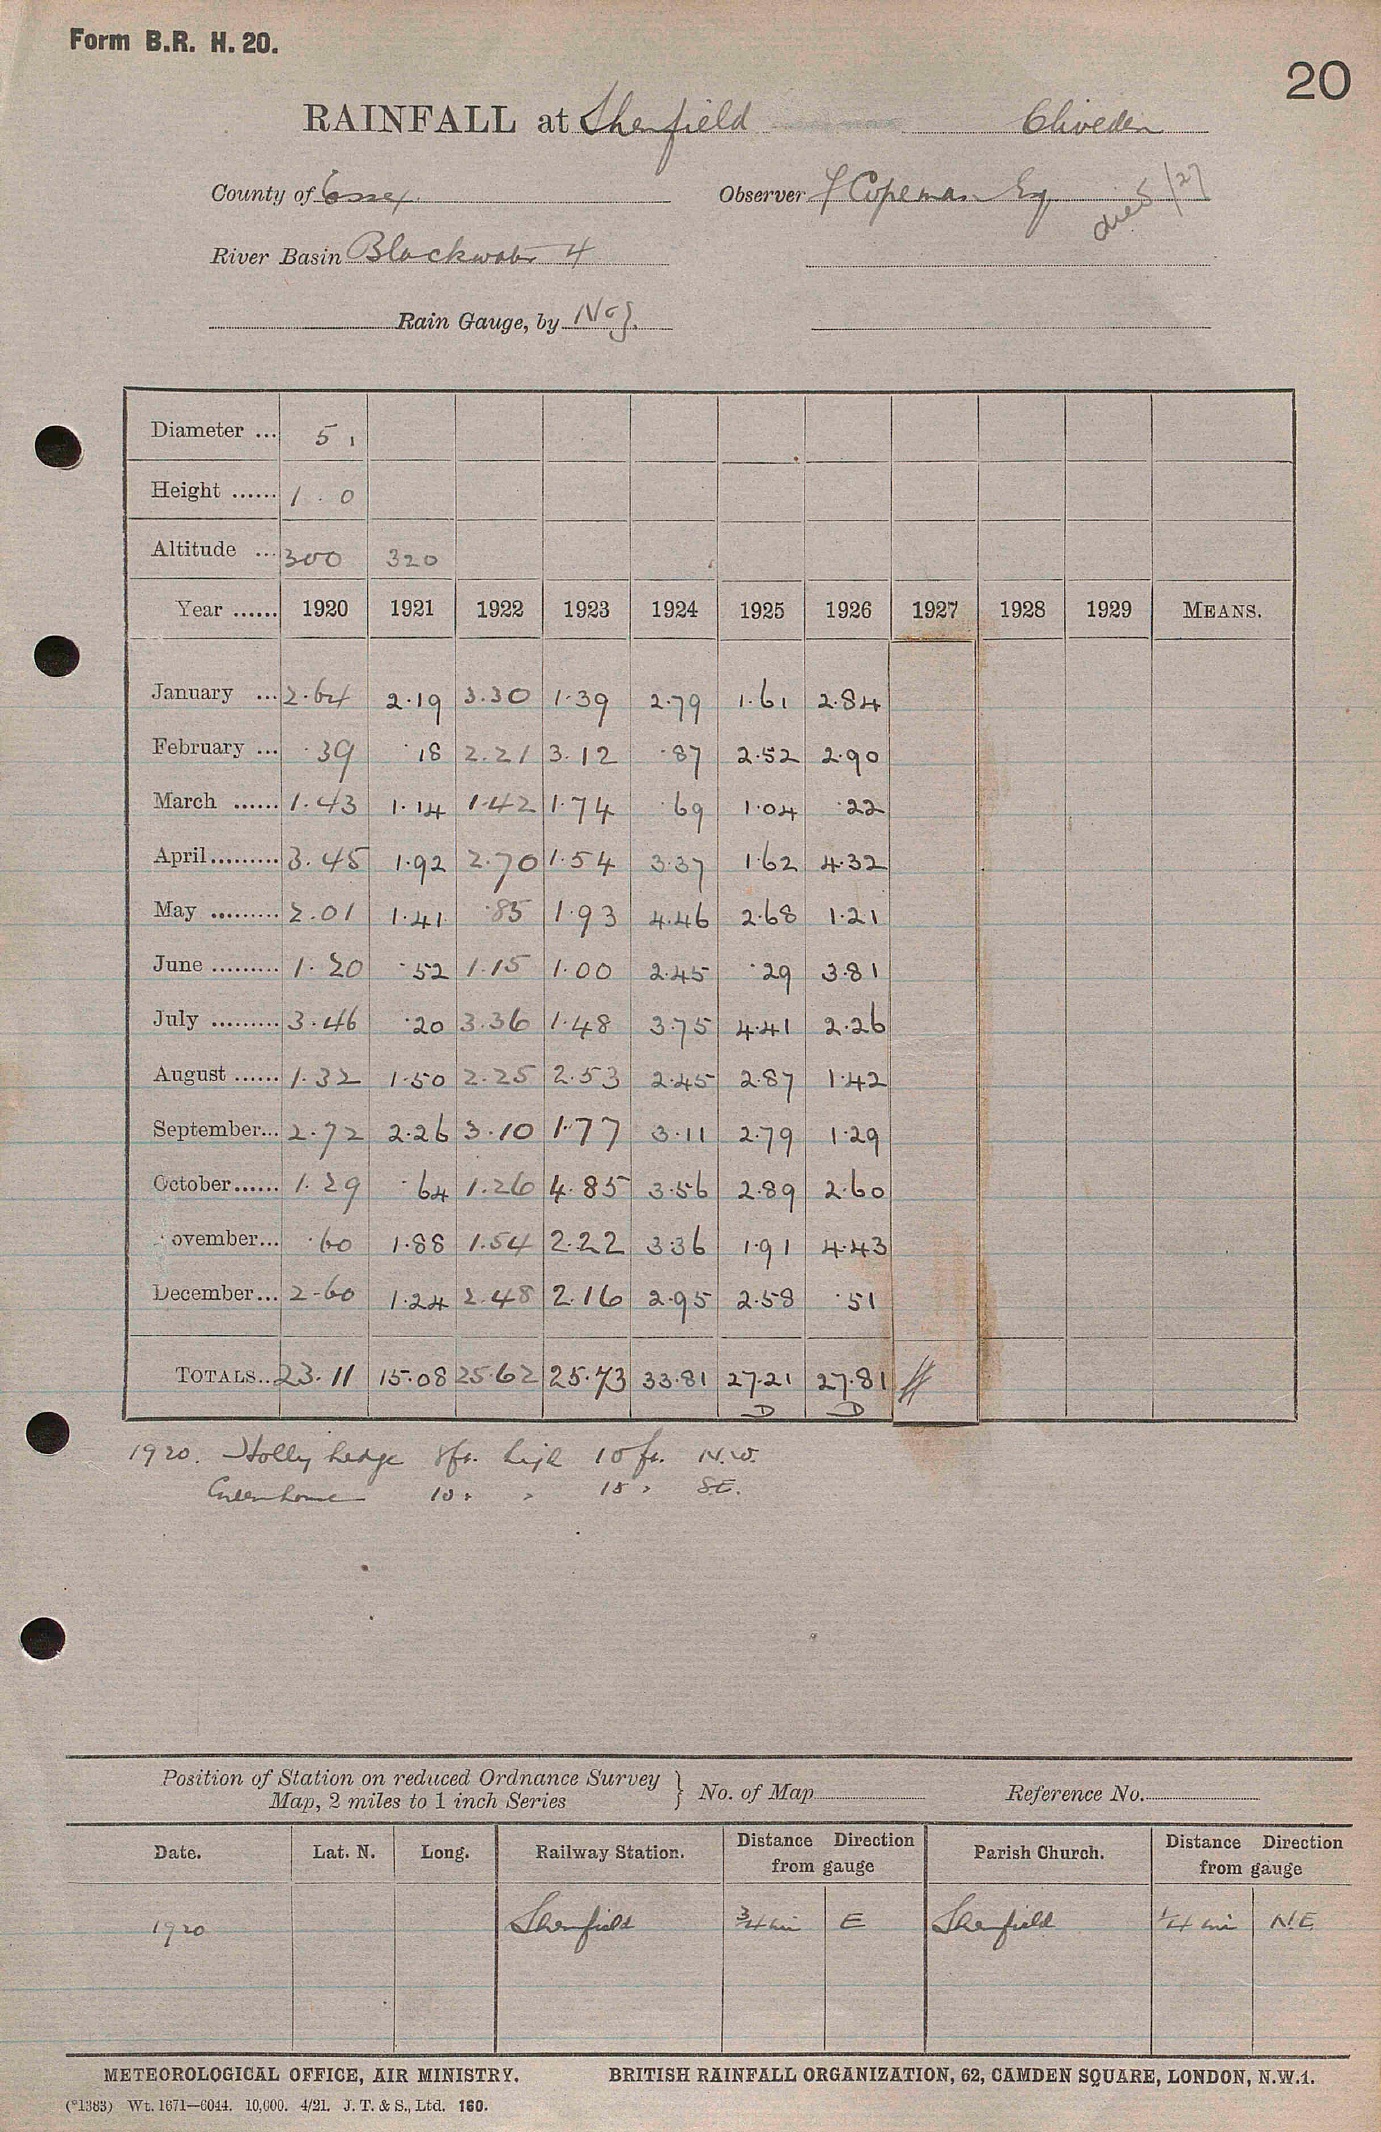 Form B.R. H. 20.
20
RAINFALL at Shenfield Cliveden
County of Essex Observer F Copeman Esq died /27
River Basin Blackwater 4
Rain Gauge, by Neg.
Diameter ... 5
Height ...... 1 . 0
Altitude ... 300 320
Year ...... 1920 1921 1922 1923 1924 1925 1926 1927 1928 1929 MEANS.
January ... 2.64 2.19 3.30 1.39 2.79 1.61 2.84
February ... .39 .18 2.21 3.12 .87 2.52 2.90
March ...... 1.43 1.14 1.42 1.74 .69 1.04 .22
April ......... 3.45 1.92 2.70 1.54 3.37 1.62 4.32
May ......... 2.01 1.41 .85 1.93 4.46 2.68 1.21
June ......... 1.20 .52 1.15 1.00 2.45 .29 3.81
July ......... 3.46 .20 3.36 1.48 3.75 4.41 2.26
August ...... 1.32 1.50 2.25 2.53 2.45 2.87 1.42
September... 2.72 2.26 3.10 1.77 3.11 2.79 1.29
October...... 1.29 .64 1.26 4.85 3.56 2.89 2.60
ovember... .60 1.88 1.54 2.22 3.36 1.91 4.43
December... 2.60 1.24 2.48 2.16 2.95 2.58 .51
TOTALS.. 23.11 15.08 25.62 25.73 33.81 27.21 27.81
D D
1920. Holly hedge 8ft. high 10 ft. N.W.
Greenhouse 10 " " 15 " S.E.
Position of Station on reduced Ordnance Survey
Map, 2 miles to 1 inch Series } No. of Map Reference No.
Date. Lat. N. Long. Railway Station. Distance Direction from gauge Parish Church. Distance Direction from gauge
1920 Shenfield 3/4 mi E Shenfield 1/4 mi N.E.
METEOROLOGICAL OFFICE, AIR MINISTRY. BRITISH RAINFALL ORGANIZATION, 62, CAMDEN SQUARE, LONDON, N.W.1.
(*1383) Wt. 1671—6044. 10,000. 4/21. J. T. & S., Ltd. 160.